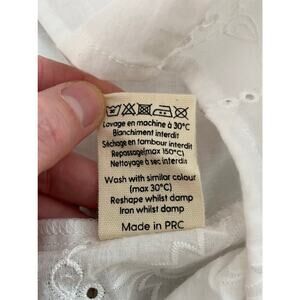 Lavage en machine à 30°C
Blanchiment interdit
Séchage en tambour interdit
Repassage(max 150°C)
Nettoyage à sec interdit
Wash with similar colour
(max 30°C)
Reshape whilst damp
Iron whilst damp
Made in PRC